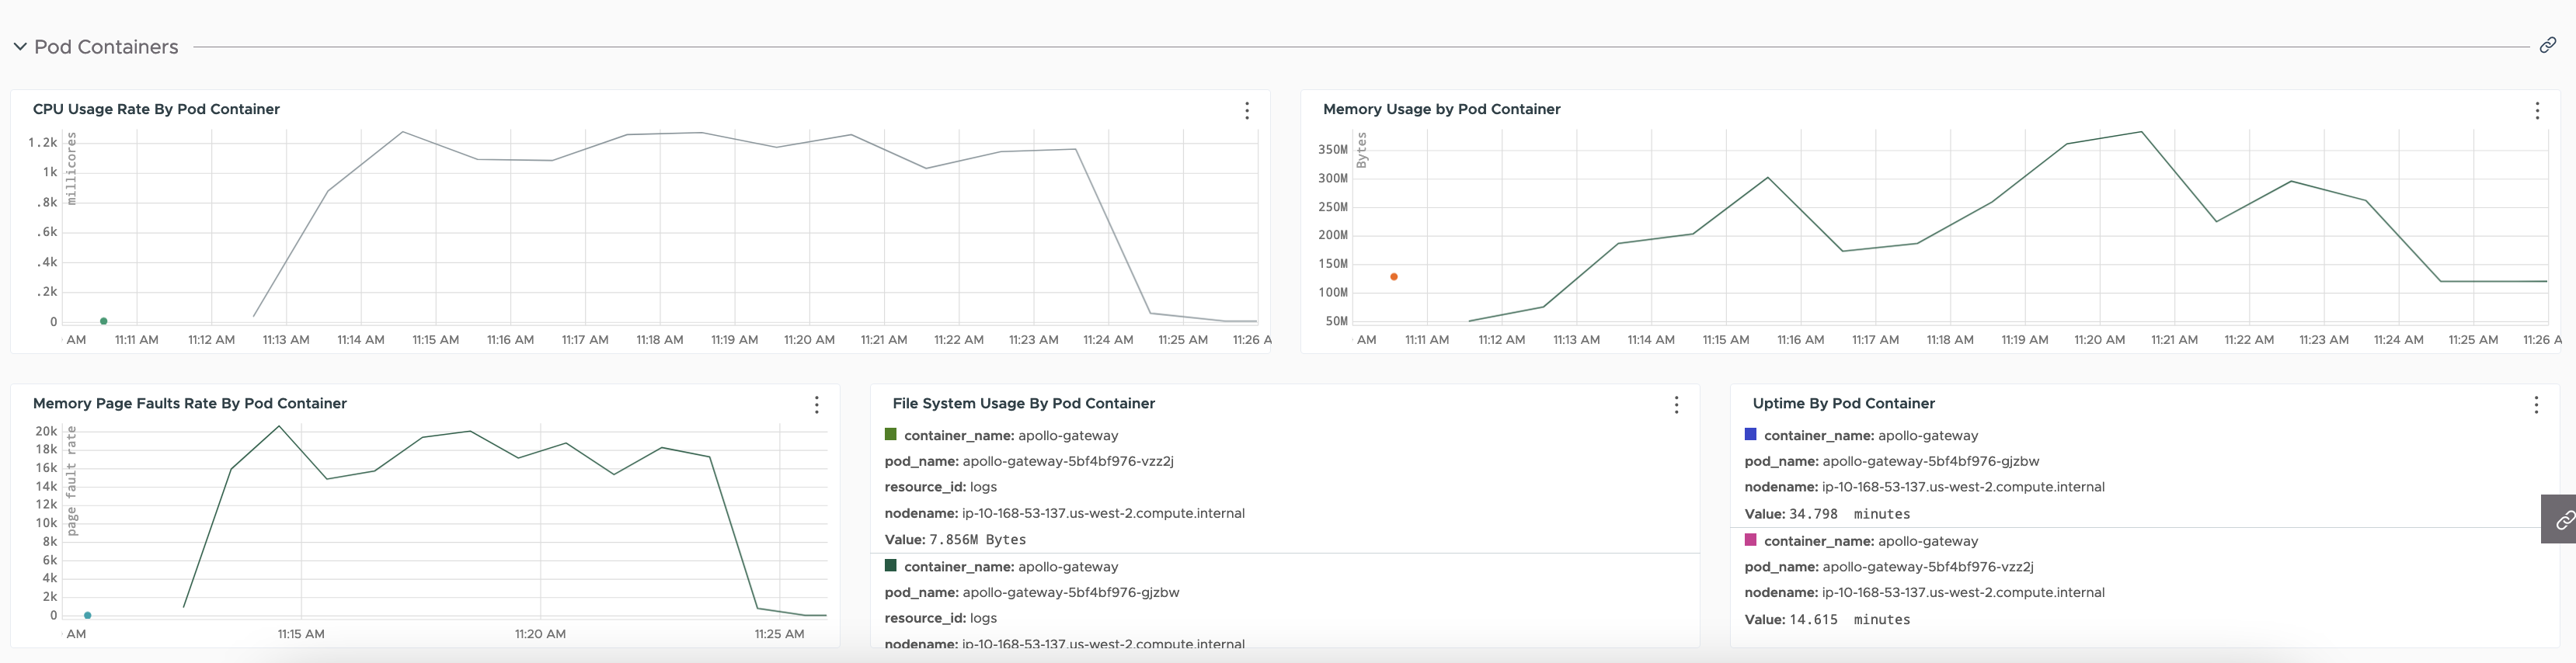 Pod Containers
CPU Usage Rate By Pod Container
millicores
1.2k
1k
.8k
.6k
.4k
.2k
0
AM 11:11 AM 11:12 AM 11:13 AM 11:14 AM 11:15 AM 11:16 AM 11:17 AM 11:18 AM 11:19 AM 11:20 AM 11:21 AM 11:22 AM 11:23 AM 11:24 AM 11:25 AM 11:26 A
Memory Usage by Pod Container
Bytes
350M
300M
250M
200M
150M
100M
50M
AM 11:11 AM 11:12 AM 11:13 AM 11:14 AM 11:15 AM 11:16 AM 11:17 AM 11:18 AM 11:19 AM 11:20 AM 11:21 AM 11:22 AM 11:23 AM 11:24 AM 11:25 AM 11:26 A
Memory Page Faults Rate By Pod Container
page fault rate
20k
18k
16k
14k
12k
10k
8k
6k
4k
2k
0
AM 11:15 AM 11:20 AM 11:25 AM
File System Usage By Pod Container
container_name: apollo-gateway
pod_name: apollo-gateway-5bf4bf976-vzz2j
resource_id: logs
nodename: ip-10-168-53-137.us-west-2.compute.internal
Value: 7.856M Bytes
container_name: apollo-gateway
pod_name: apollo-gateway-5bf4bf976-gjzbw
resource_id: logs
nodename: ip-10-168-53-137.us-west-2.compute.internal
Uptime By Pod Container
container_name: apollo-gateway
pod_name: apollo-gateway-5bf4bf976-gjzbw
nodename: ip-10-168-53-137.us-west-2.compute.internal
Value: 34.798 minutes
container_name: apollo-gateway
pod_name: apollo-gateway-5bf4bf976-vzz2j
nodename: ip-10-168-53-137.us-west-2.compute.internal
Value: 14.615 minutes